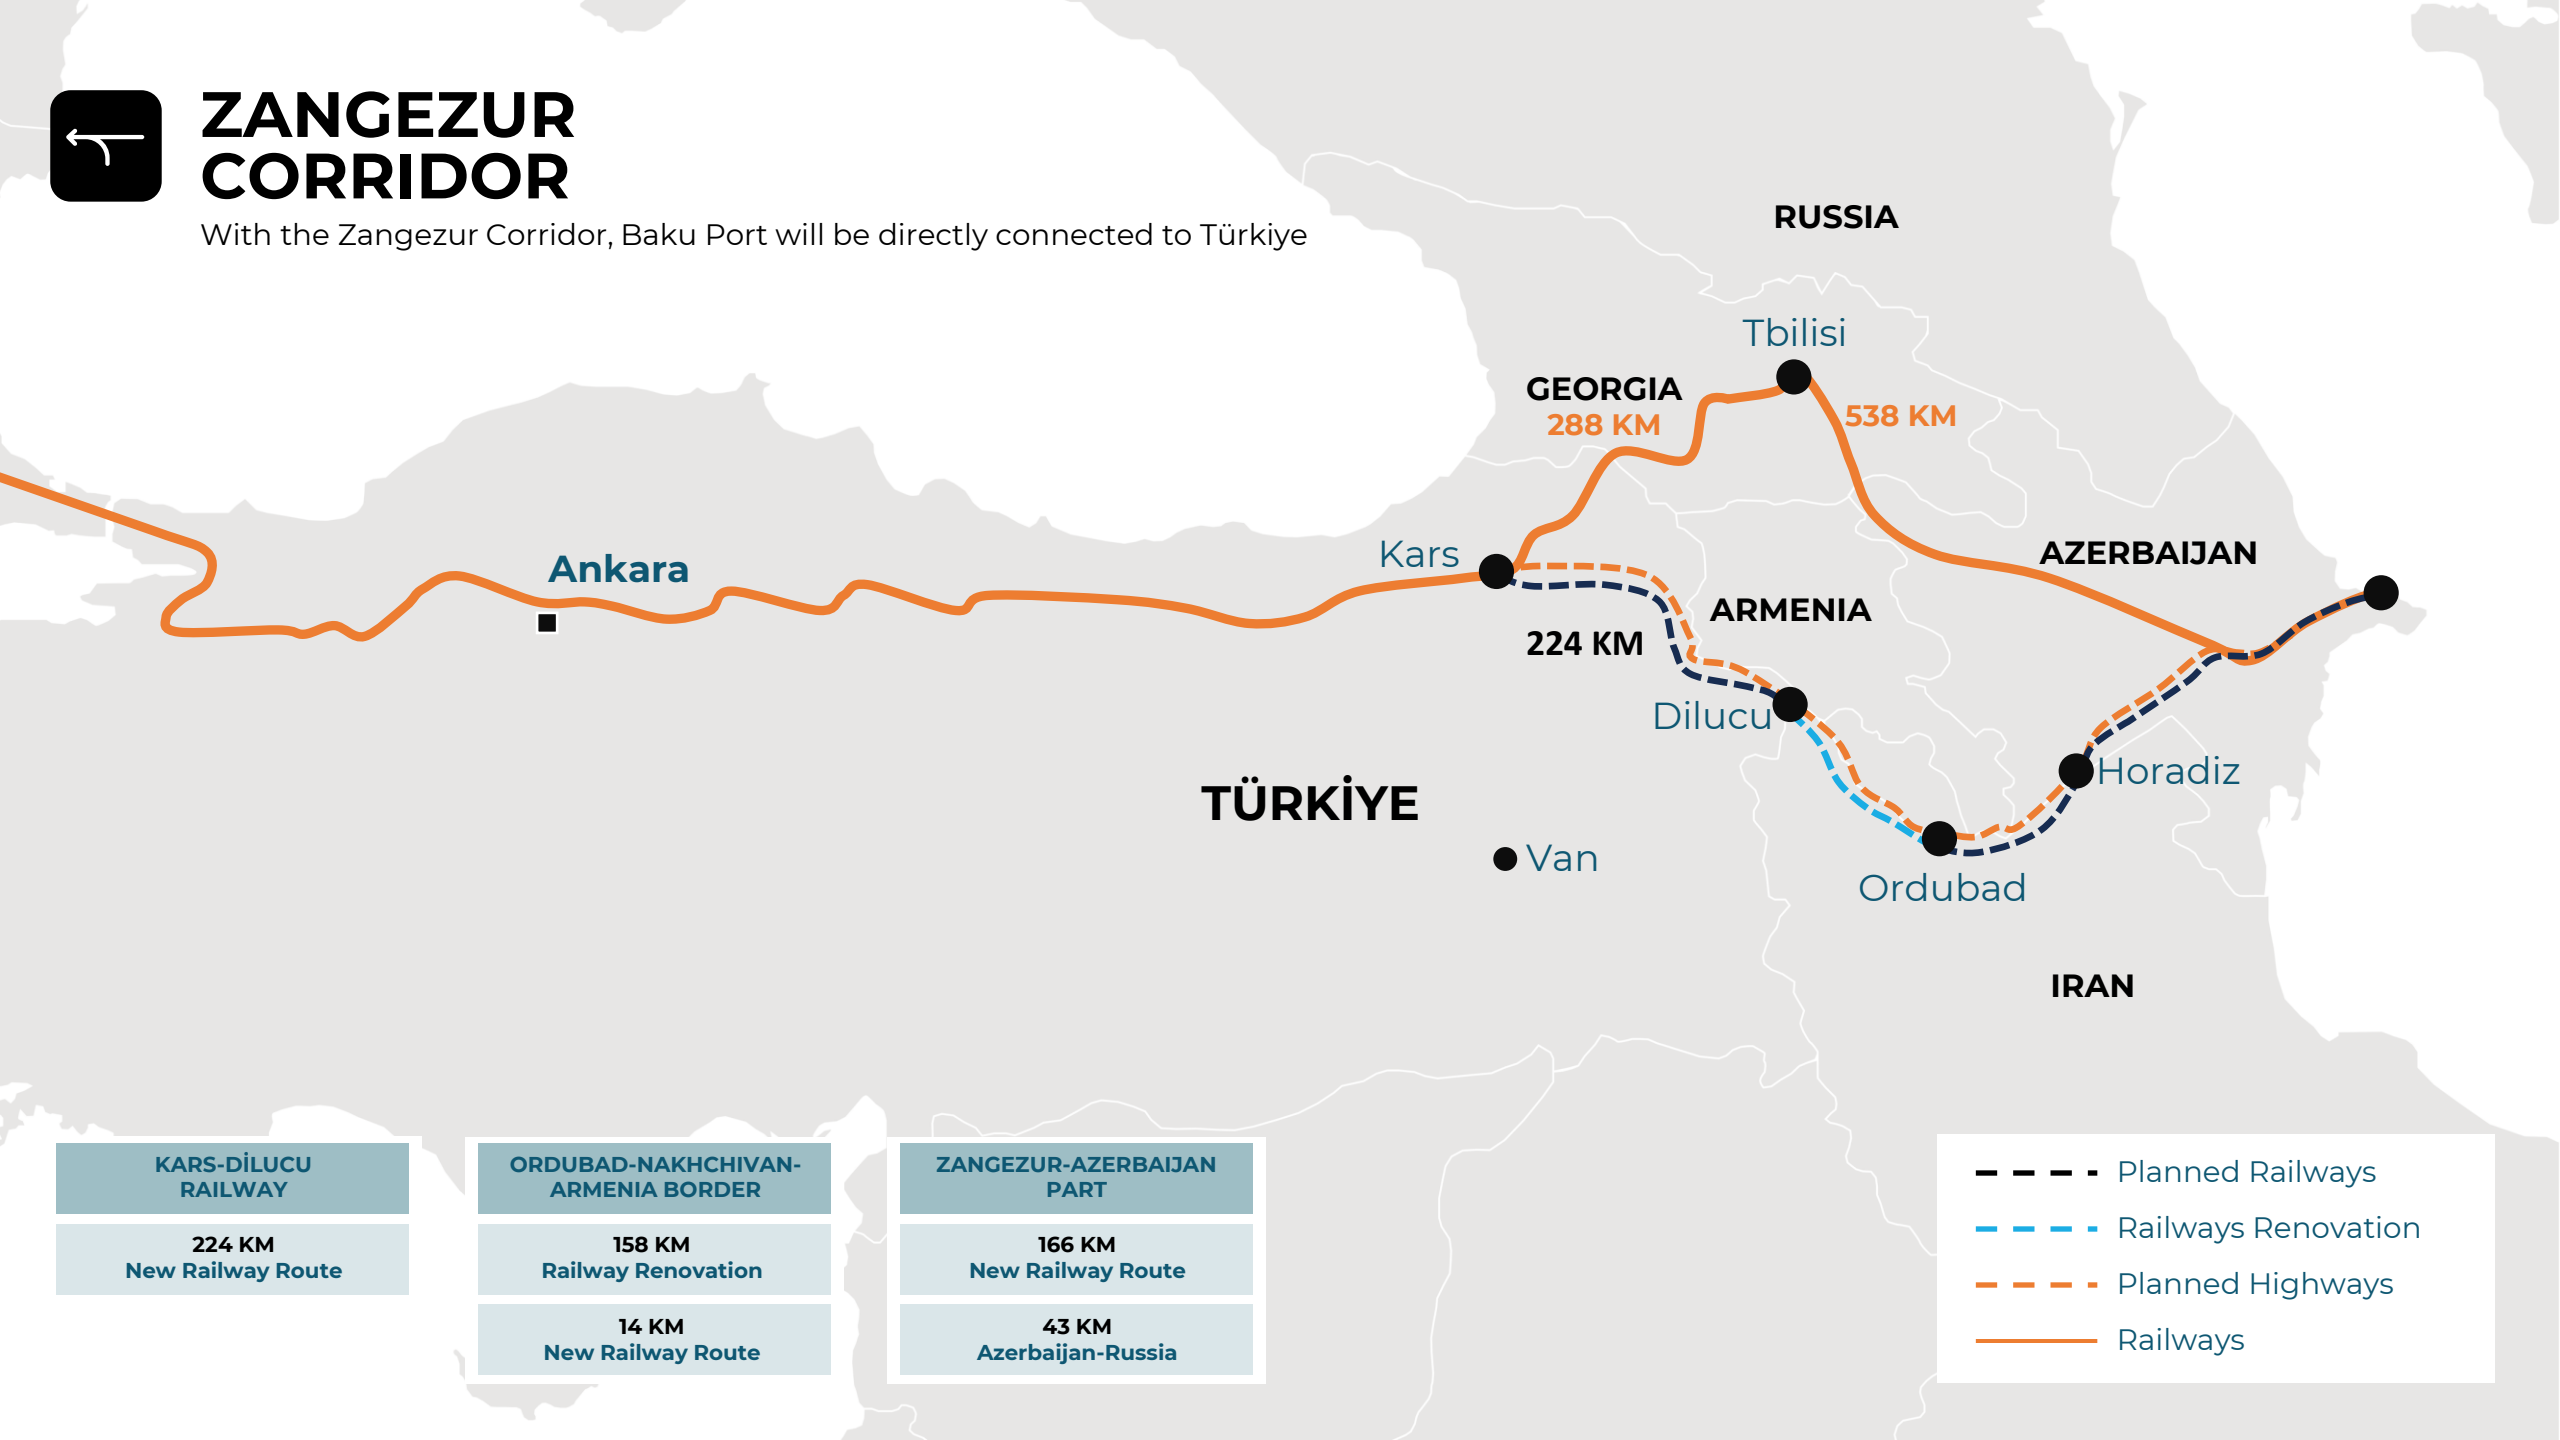 ZANGEZUR
CORRIDOR
With the Zangezur Corridor, Baku Port will be directly connected to Türkiye
RUSSIA
Tbilisi
GEORGIA
288 KM
538 KM
Kars
Ankara
AZERBAIJAN
ARMENIA
224 KM
Dilucu
TÜRKİYE
Horadiz
Van
Ordubad
IRAN
KARS-DİLUCU
RAILWAY
224 KM
New Railway Route
ORDUBAD-NAKHCHIVAN-
ARMENIA BORDER
158 KM
Railway Renovation
14 KM
New Railway Route
ZANGEZUR-AZERBAIJAN
PART
166 KM
New Railway Route
43 KM
Azerbaijan-Russia
Planned Railways
Railways Renovation
Planned Highways
Railways